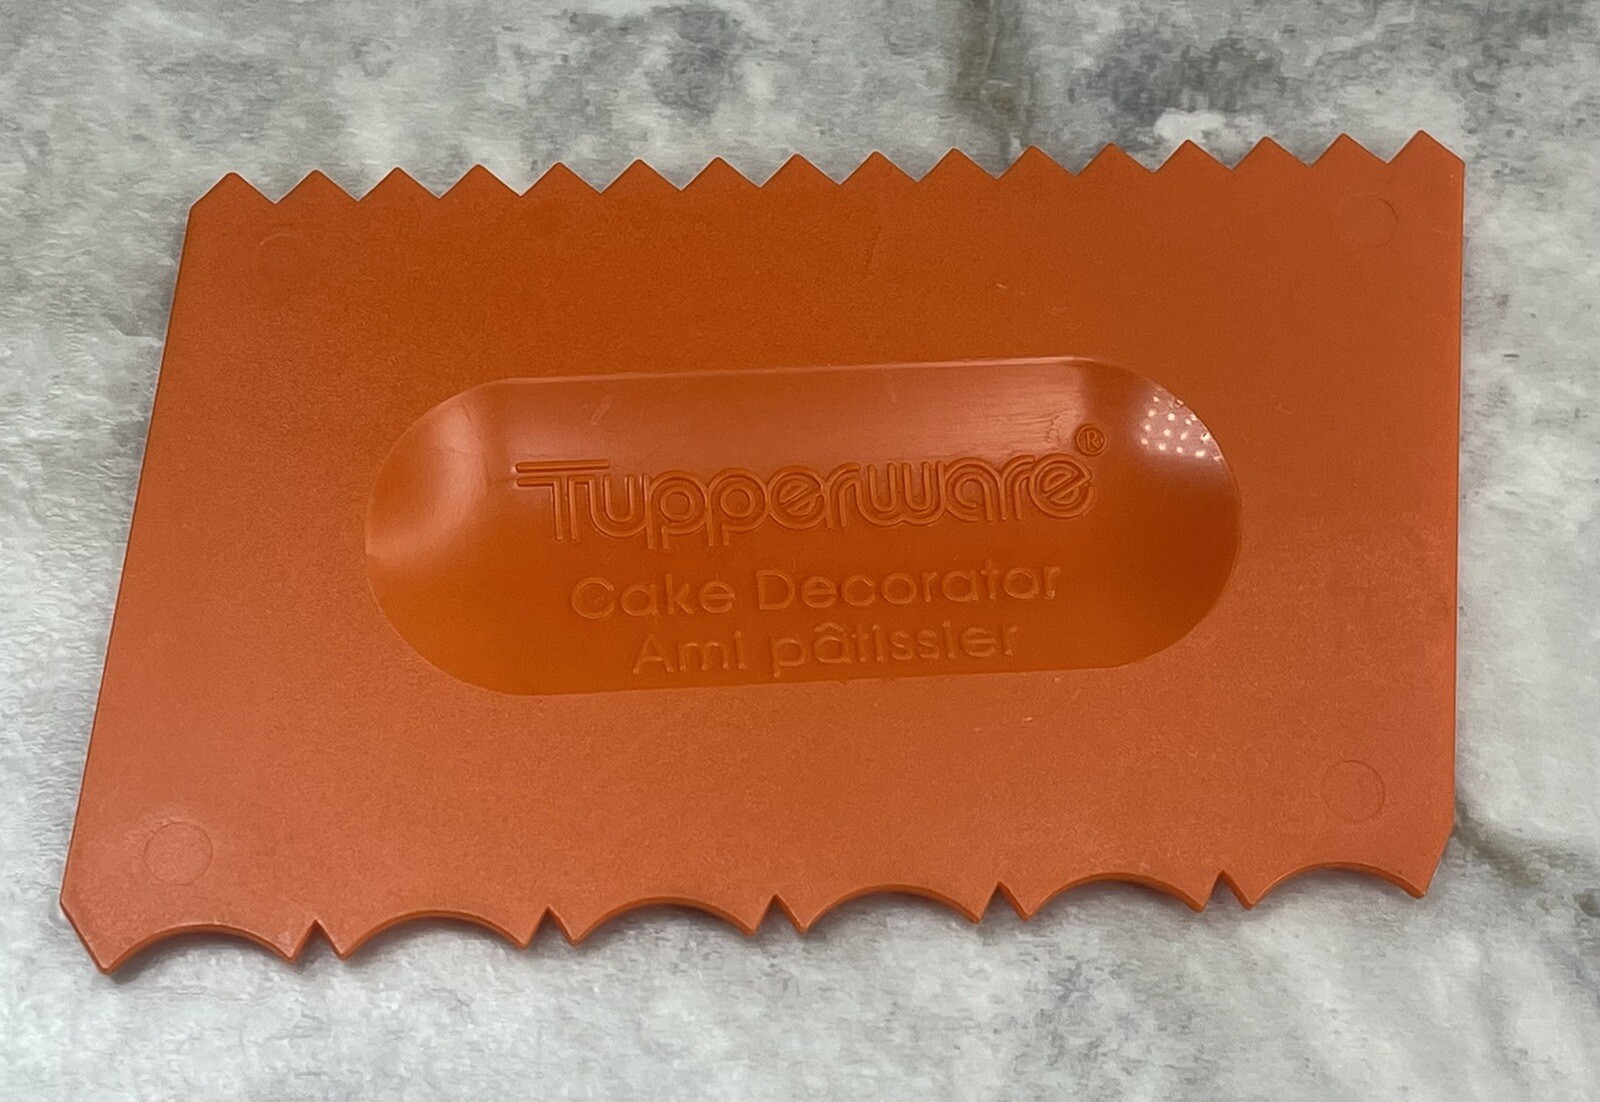 Tupperware®
Cake Decorator
Ami pâtissier